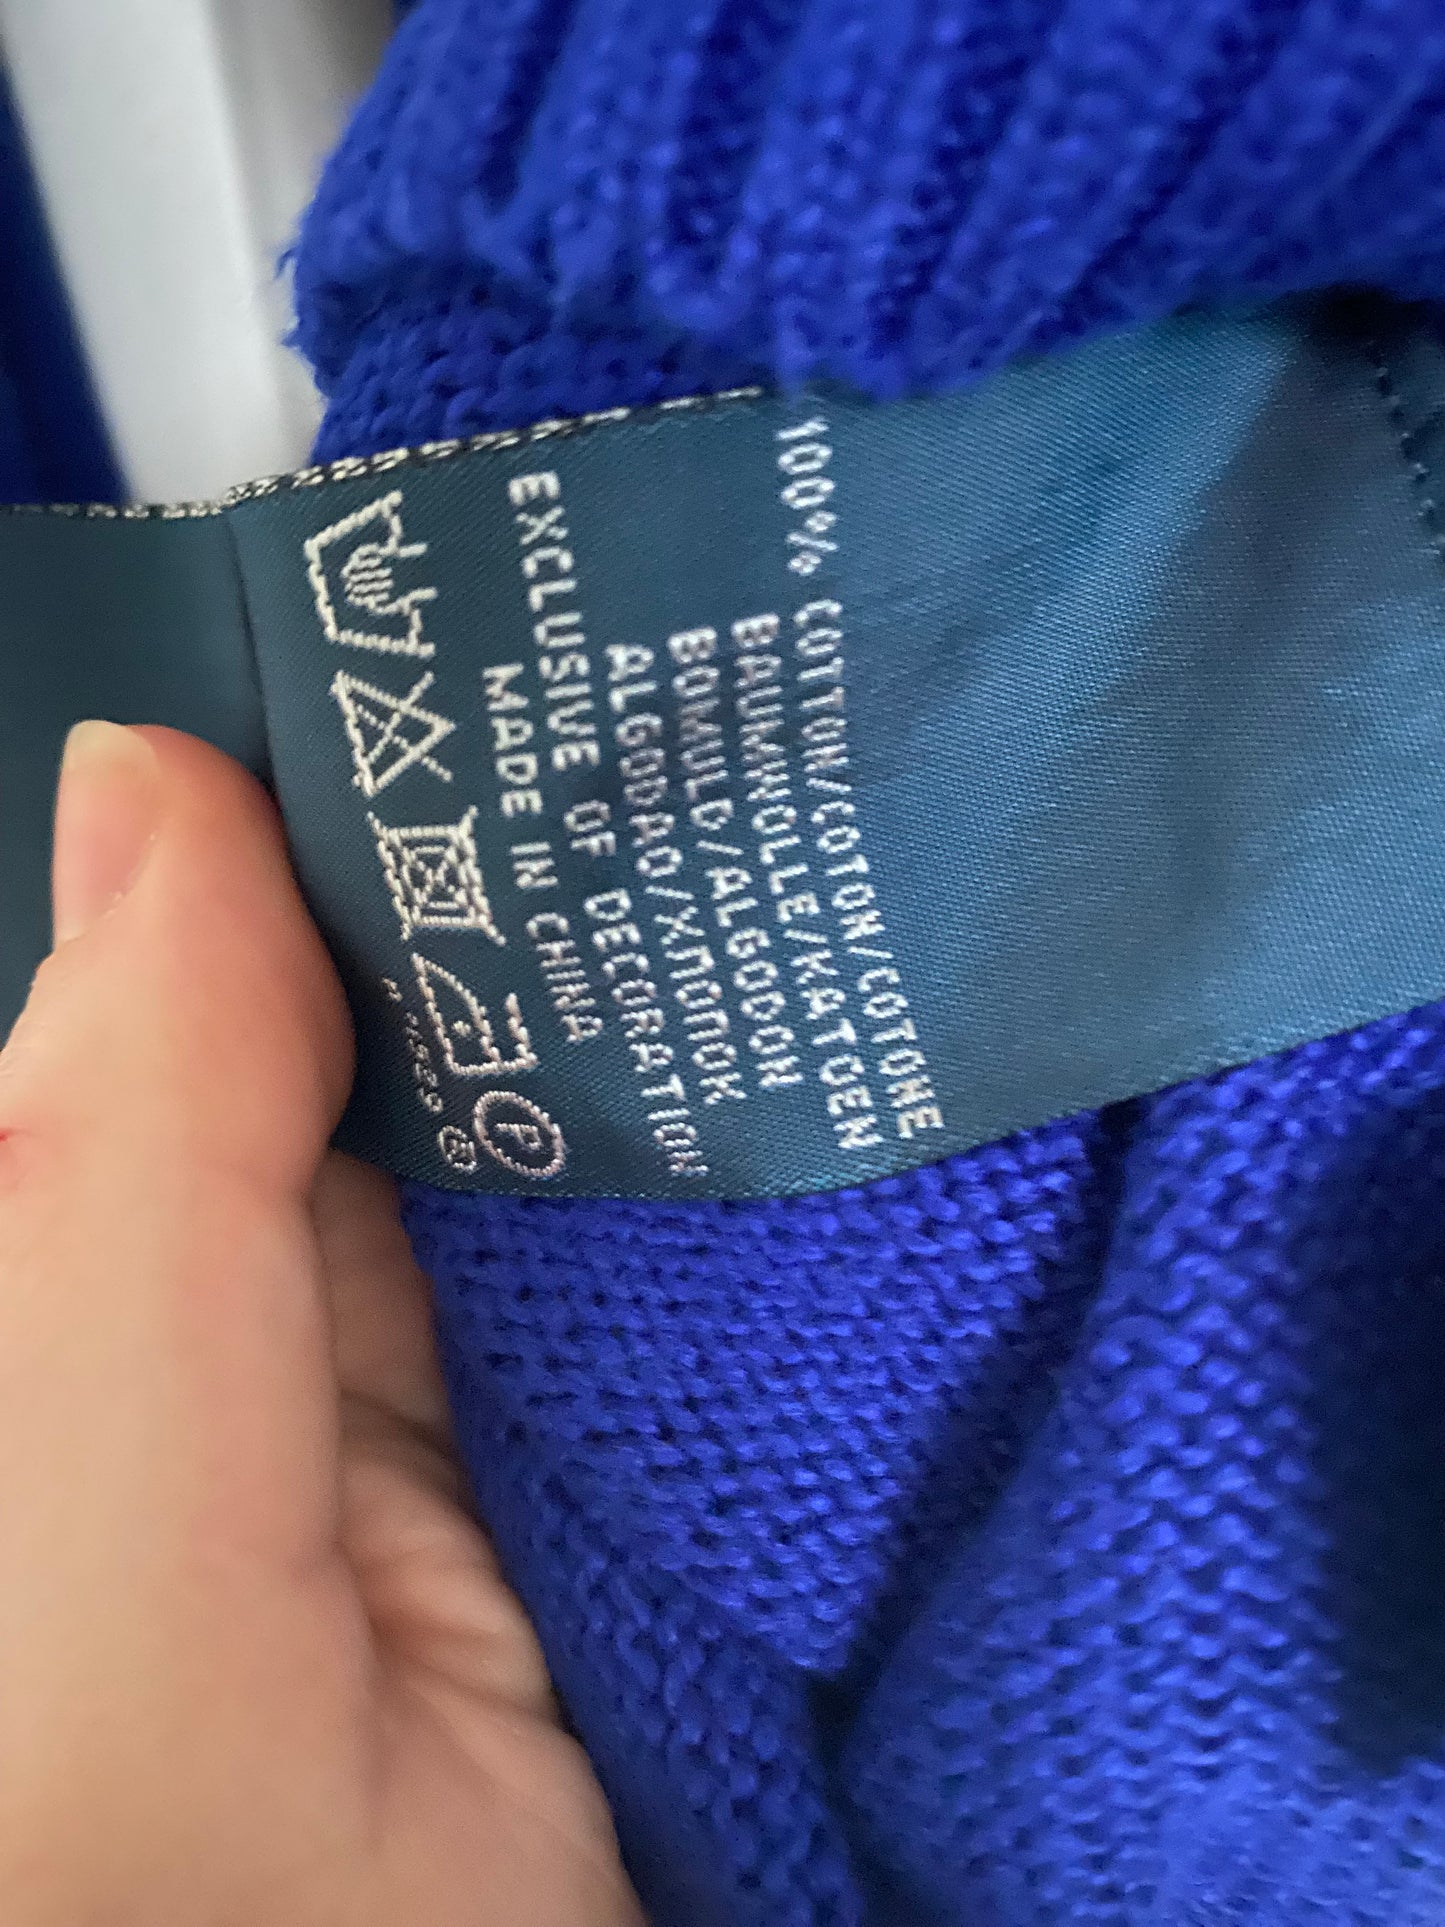 100% COTTON/COTON/COTONE
BAUMWOLLE/KATOEN
BOMULD/ALGODON
ALGODAO/ХЛОПОК
EXCLUSIVE OF DECORATION
MADE IN CHINA
P